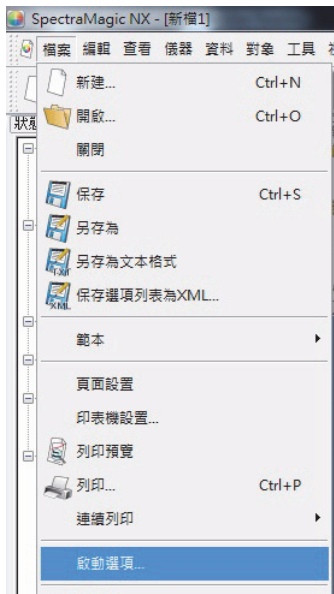 SpectraMagic NX - [新檔1]
檔案 編輯 查看 儀器 資料 對象 工具
新建... Ctrl+N
開啟... Ctrl+O
狀態
關閉
保存 Ctrl+S
另存為
TXT 另存為文本格式
XML 保存選項列表為XML...
範本
頁面設置
印表機設置...
列印預覽
列印... Ctrl+P
連續列印
啟動選項...